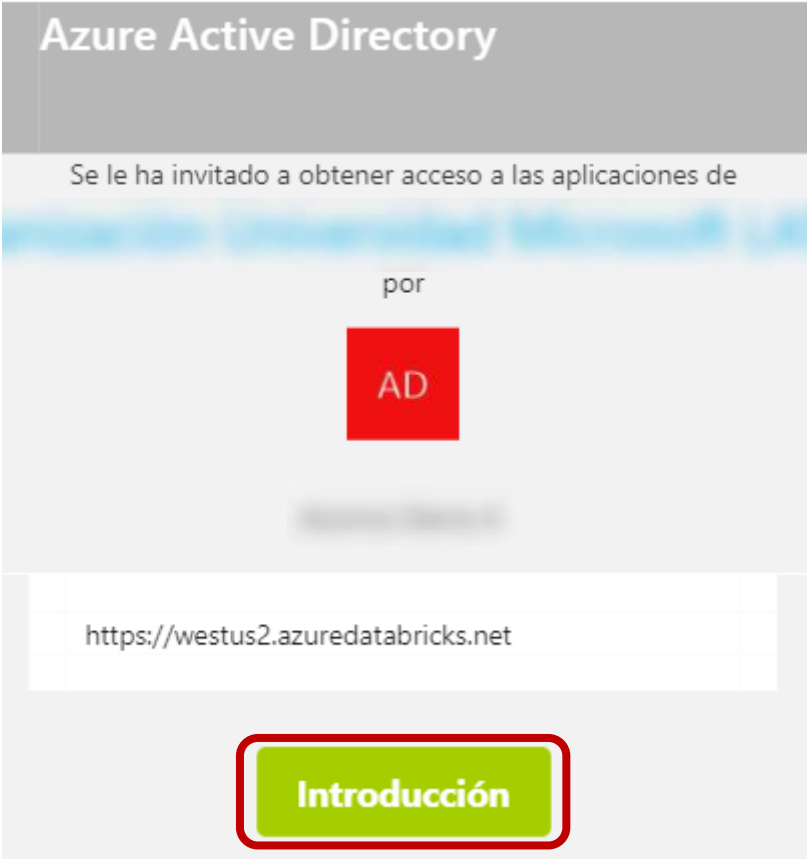 Azure Active Directory
Se le ha invitado a obtener acceso a las aplicaciones de
por
AD
https://westus2.azuredatabricks.net
Introducción